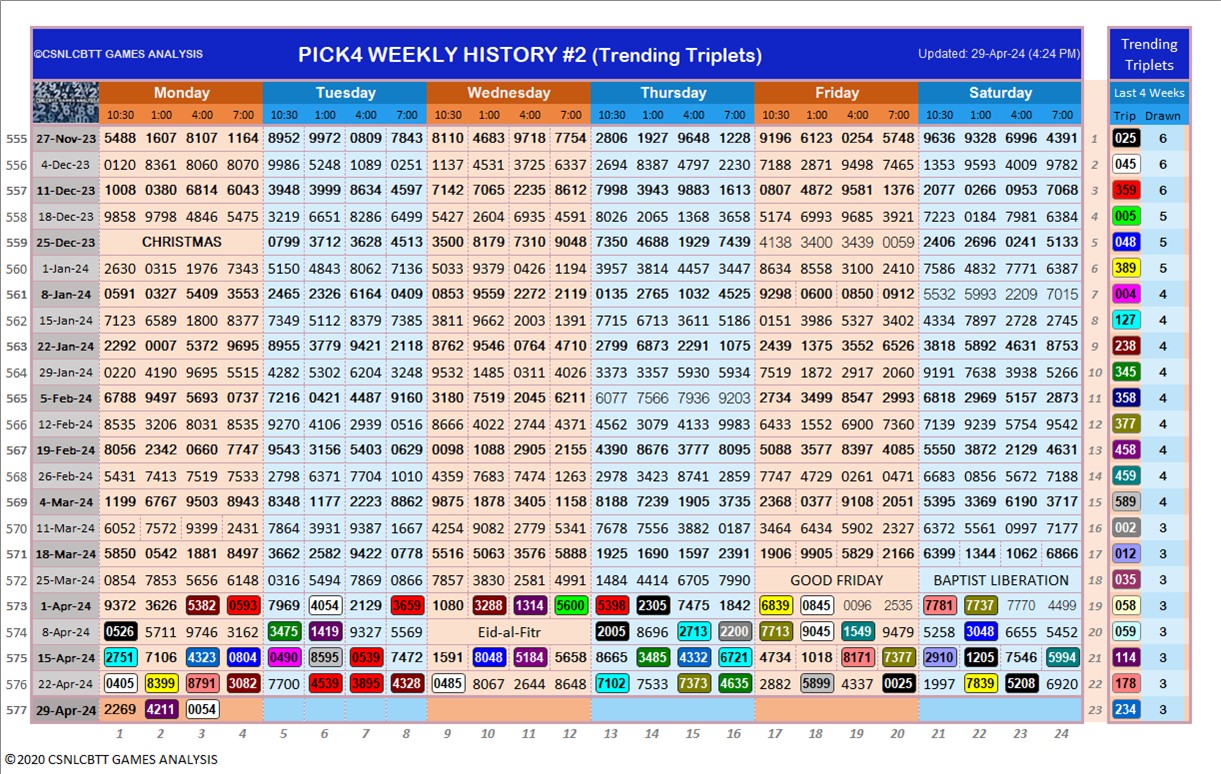 ©CSNLCBTT GAMES ANALYSIS PICK4 WEEKLY HISTORY #2 (Trending Triplets) Updated: 29-Apr-24 (4:24 PM) Trending Triplets
Monday Tuesday Wednesday Thursday Friday Saturday Last 4 Weeks
10:30 1:00 4:00 7:00 10:30 1:00 4:00 7:00 10:30 1:00 4:00 7:00 10:30 1:00 4:00 7:00 10:30 1:00 4:00 7:00 10:30 1:00 4:00 7:00 Trip Drawn
555 27-Nov-23 5488 1607 8107 1164 8952 9972 0809 7843 8110 4683 9718 7754 2806 1927 9648 1228 9196 6123 0254 5748 9636 9328 6996 4391 1 025 6
556 4-Dec-23 0120 8361 8060 8070 9986 5248 1089 0251 1137 4531 3725 6337 2694 8387 4797 2230 7188 2871 9498 7465 1353 9593 4009 9782 2 045 6
557 11-Dec-23 1008 0380 6814 6043 3948 3999 8634 4597 7142 7065 2235 8612 7998 3943 9883 1613 0807 4872 9581 1376 2077 0266 0953 7068 3 359 6
558 18-Dec-23 9858 9798 4846 5475 3219 6651 8286 6499 5427 2604 6935 4591 8026 2065 1368 3658 5174 6993 9685 3921 7223 0184 7981 6384 4 005 5
559 25-Dec-23 CHRISTMAS 0799 3712 3628 4513 3500 8179 7310 9048 7350 4688 1929 7439 4138 3400 3439 0059 2406 2696 0241 5133 5 048 5
560 1-Jan-24 2630 0315 1976 7343 5150 4843 8062 7136 5033 9379 0426 1194 3957 3814 4457 3447 8634 8558 3100 2410 7586 4832 7771 6387 6 389 5
561 8-Jan-24 0591 0327 5409 3553 2465 2326 6164 0409 0853 9559 2272 2119 0135 2765 1032 4525 9298 0600 0850 0912 5532 5993 2209 7015 7 004 4
562 15-Jan-24 7123 6589 1800 8377 7349 5112 8379 7385 3811 9662 2003 1391 7715 6713 3611 5186 0151 3986 5327 3402 4334 7897 2728 2745 8 127 4
563 22-Jan-24 2292 0007 5372 9695 8955 3779 9421 2118 8762 9546 0764 4710 2799 6873 2291 1075 2439 1375 3552 6526 3818 5892 4631 8753 9 238 4
564 29-Jan-24 0220 4190 9695 5515 4282 5302 6204 3248 9532 1485 0311 4026 3373 3357 5930 5934 7519 1872 2917 2060 9191 7638 3938 5266 10 345 4
565 5-Feb-24 6788 9497 5693 0737 7216 0421 4487 9160 3180 7519 2045 6211 6077 7566 7936 9203 2734 3499 8547 2993 6818 2969 5157 2873 11 358 4
566 12-Feb-24 8535 3206 8031 8535 9270 4106 2939 0516 8666 4022 2744 4371 4562 3079 4133 9983 6433 1552 6900 7360 7139 9239 5754 9542 12 377 4
567 19-Feb-24 8056 2342 0660 7747 9543 3156 5403 0629 0098 1088 2905 2155 4390 8676 3777 8095 5088 3577 8397 4085 5550 3872 2129 4631 13 458 4
568 26-Feb-24 5431 7413 7519 7533 2798 6371 7704 1010 4359 7683 7474 1263 2978 3423 8741 2859 7747 4729 0261 0471 6683 0856 5672 7188 14 459 4
569 4-Mar-24 1199 6767 9503 8943 8348 1177 2223 8862 9875 1878 3405 1158 8188 7239 1905 3735 2368 0377 9108 2051 5395 3369 6190 3717 15 589 4
570 11-Mar-24 6052 7572 9399 2431 7864 3931 9387 1667 4254 9082 2779 5341 7678 7556 3882 0187 3464 6434 5902 2327 6372 5561 0997 7177 16 002 3
571 18-Mar-24 5850 0542 1881 8497 3662 2582 9422 0778 5516 5063 3576 5888 1925 1690 1597 2391 1906 9905 5829 2166 6399 1344 1062 6866 17 012 3
572 25-Mar-24 0854 7853 5656 6148 0316 5494 7869 0866 7857 3830 2581 4991 1484 4414 6705 7990 GOOD FRIDAY BAPTIST LIBERATION 18 035 3
573 1-Apr-24 9372 3626 5382 0593 7969 4054 2129 3659 1080 3288 1314 5600 5398 2305 7475 1842 6839 0845 0096 2535 7781 7737 7770 4499 19 058 3
574 8-Apr-24 0526 5711 9746 3162 3475 1419 9327 5569 Eid-al-Fitr 2005 8696 2713 2200 7713 9045 1549 9479 5258 3048 6655 5452 20 059 3
575 15-Apr-24 2751 7106 4323 0804 0490 8595 0539 7472 1591 8048 5184 5658 8665 3485 4332 6721 4734 1018 8171 7377 2910 1205 7546 5994 21 114 3
576 22-Apr-24 0405 8399 8791 3082 7700 4539 3895 4328 0485 8067 2644 8648 7102 7533 7373 4635 2882 5899 4337 0025 1997 7839 5208 6920 22 178 3
577 29-Apr-24 2269 4211 0054 23 234 3
1 2 3 4 5 6 7 8 9 10 11 12 13 14 15 16 17 18 19 20 21 22 23 24
©2020 CSNLCBTT GAMES ANALYSIS